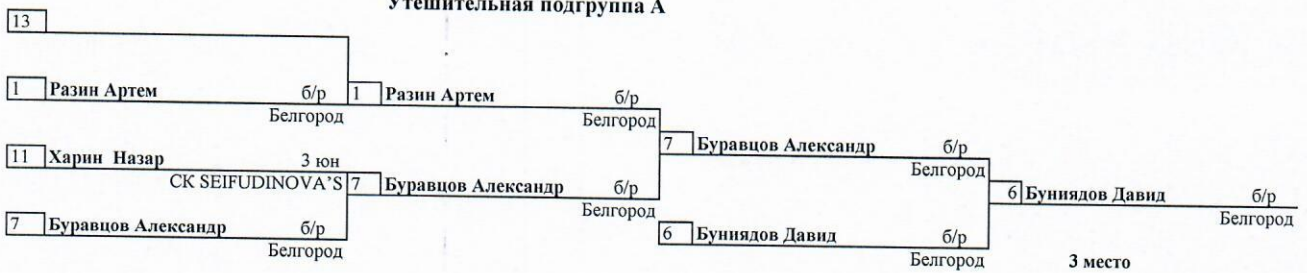 Утешительная подгруппа А
13
1 Разин Артем б/р
Белгород
11 Харин Назар 3 юн
СК SEIFUDINOVA'S
7 Буравцов Александр б/р
Белгород
1 Разин Артем б/р
Белгород
7 Буравцов Александр б/р
Белгород
7 Буравцов Александр б/р
Белгород
6 Буниядов Давид б/р
Белгород
6 Буниядов Давид б/р
Белгород
3 место